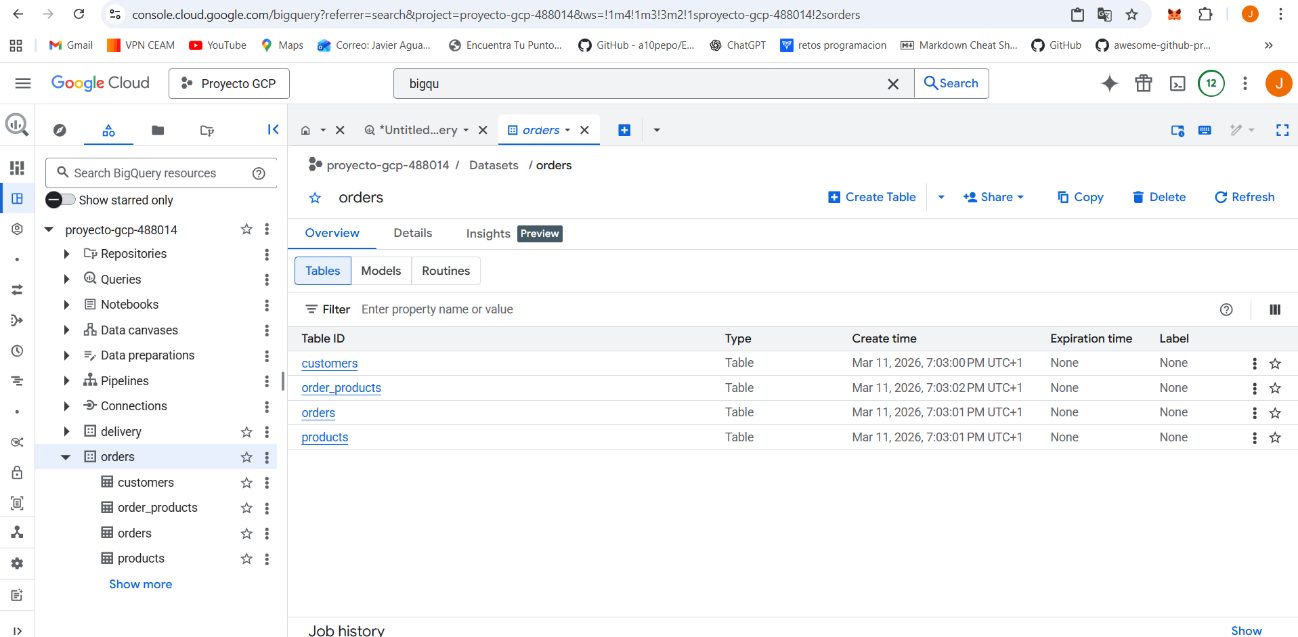 console.cloud.google.com/bigquery?referrer=search&project=proyecto-gcp-488014&ws=!1m4!1m3!3m2!1sproyecto-gcp-488014!2sorders
J
Gmail VPN CEAM YouTube Maps Correo: Javier Agua... Encuentra Tu Punto... GitHub - a10pepo/E... ChatGPT retos programacion Markdown Cheat Sh... GitHub awesome-github-pr... »
Google Cloud Proyecto GCP bigqu Search 12 J
*Untitled...ery orders
proyecto-gcp-488014 / Datasets / orders
Search BigQuery resources
Show starred only
orders Create Table Share Copy Delete Refresh
proyecto-gcp-488014
Repositories
Queries
Notebooks
Data canvases
Data preparations
Pipelines
Connections
delivery
orders
customers
order_products
orders
products
Show more
Overview Details Insights Preview
Tables Models Routines
Filter Enter property name or value
Table ID Type Create time Expiration time Label
customers Table Mar 11, 2026, 7:03:00 PM UTC+1 None None
order_products Table Mar 11, 2026, 7:03:02 PM UTC+1 None None
orders Table Mar 11, 2026, 7:03:01 PM UTC+1 None None
products Table Mar 11, 2026, 7:03:01 PM UTC+1 None None
Job history Show